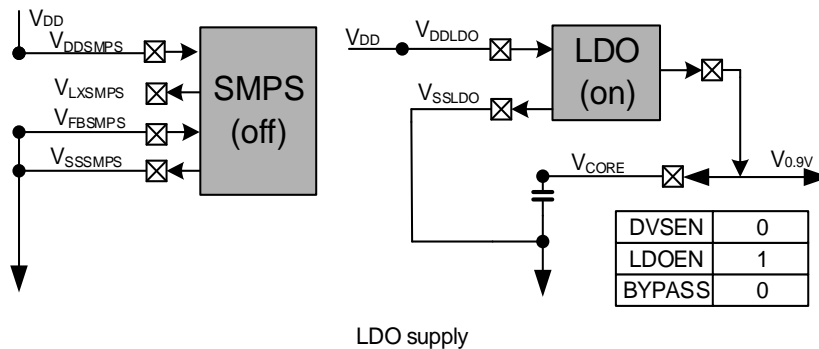 VDD
VDDSMPS
VLXSMPS
VFBSMPS
VSSSMPS
SMPS
(off)
VDD
VDDLDO
LDO
(on)
VSSLDO
VCORE
V0.9V
DVSEN 0
LDOEN 1
BYPASS 0
LDO supply